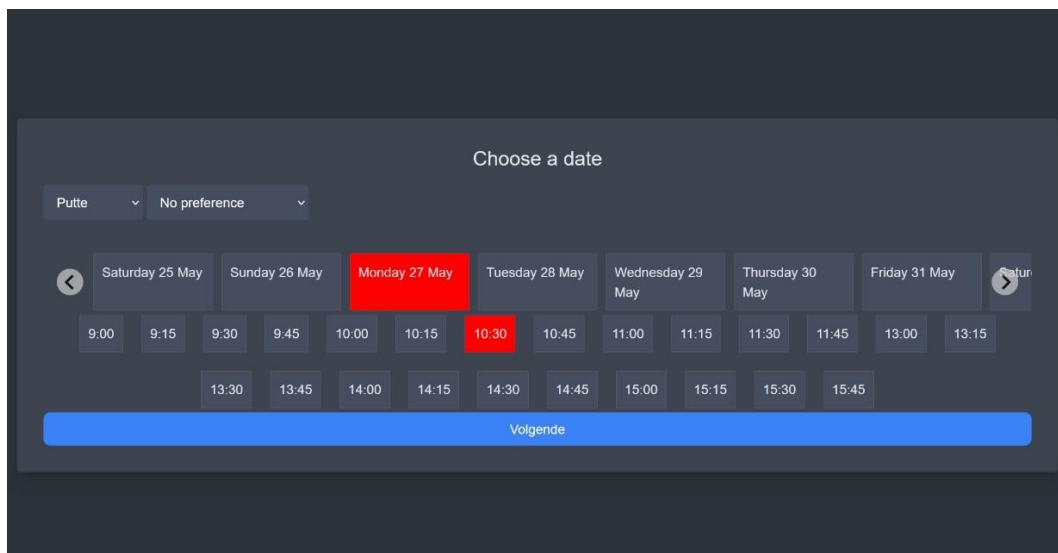 Choose a date
Putte No preference
Saturday 25 May Sunday 26 May Monday 27 May Tuesday 28 May Wednesday 29 May Thursday 30 May Friday 31 May
9:00 9:15 9:30 9:45 10:00 10:15 10:30 10:45 11:00 11:15 11:30 11:45 13:00 13:15
13:30 13:45 14:00 14:15 14:30 14:45 15:00 15:15 15:30 15:45
Volgende